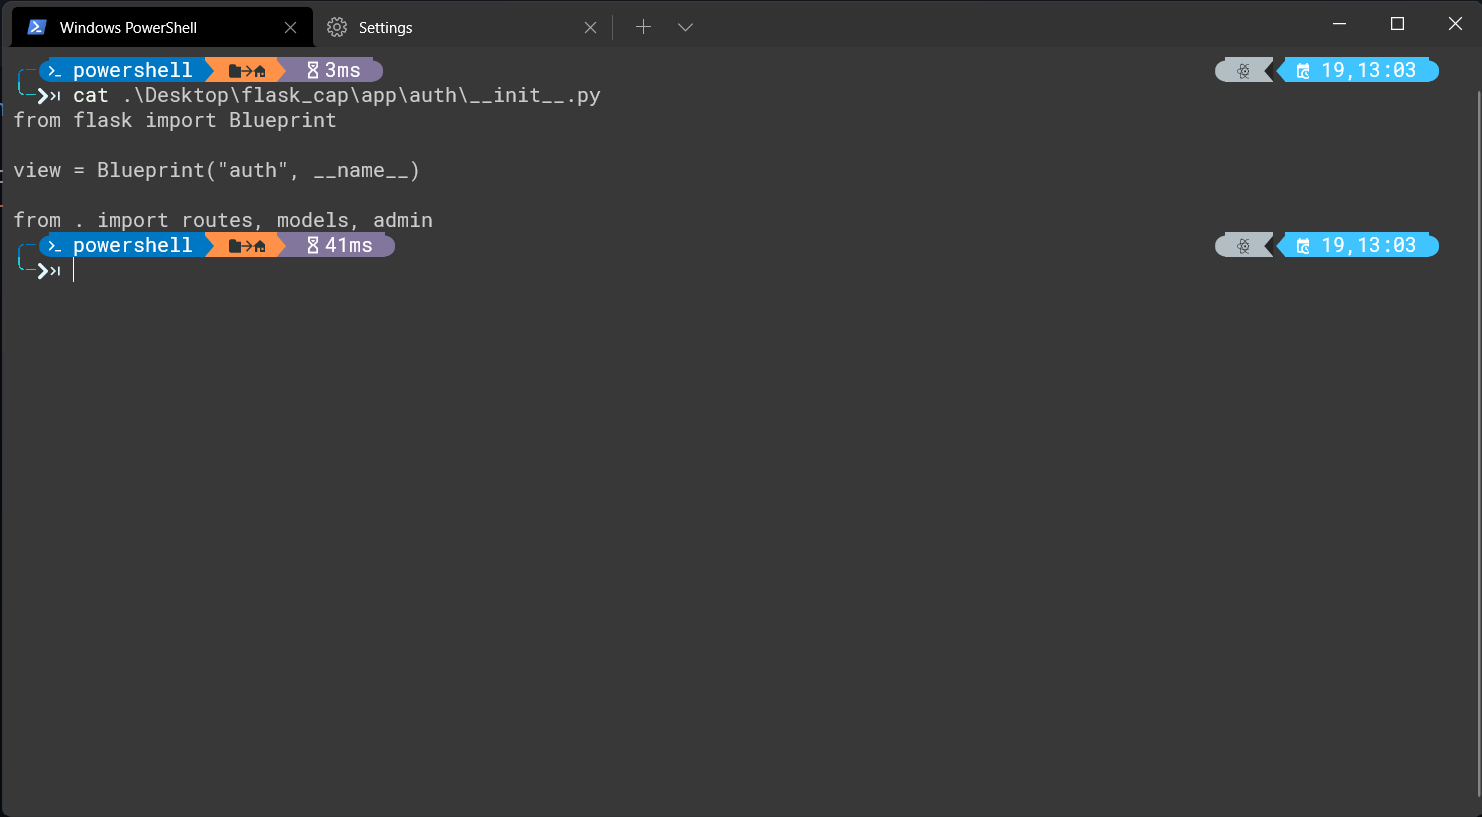 Windows PowerShell
Settings
powershell 3ms 19,13:03
cat .\Desktop\flask_cap\app\auth\__init__.py
from flask import Blueprint
view = Blueprint("auth", __name__)
from . import routes, models, admin
powershell 41ms 19,13:03